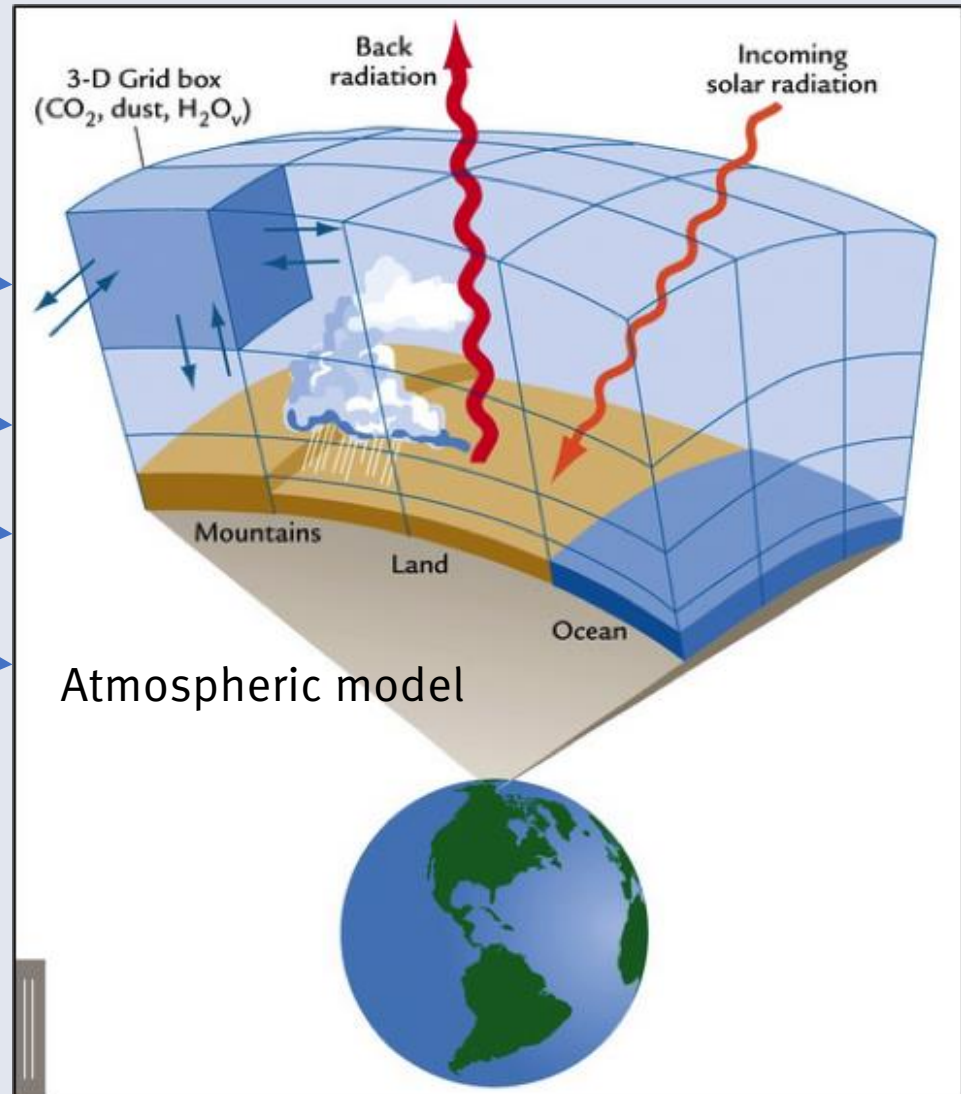 Back
radiation
Incoming
solar radiation
3-D Grid box
(CO₂, dust, H₂Oᵥ)
Mountains
Land
Ocean
Atmospheric model